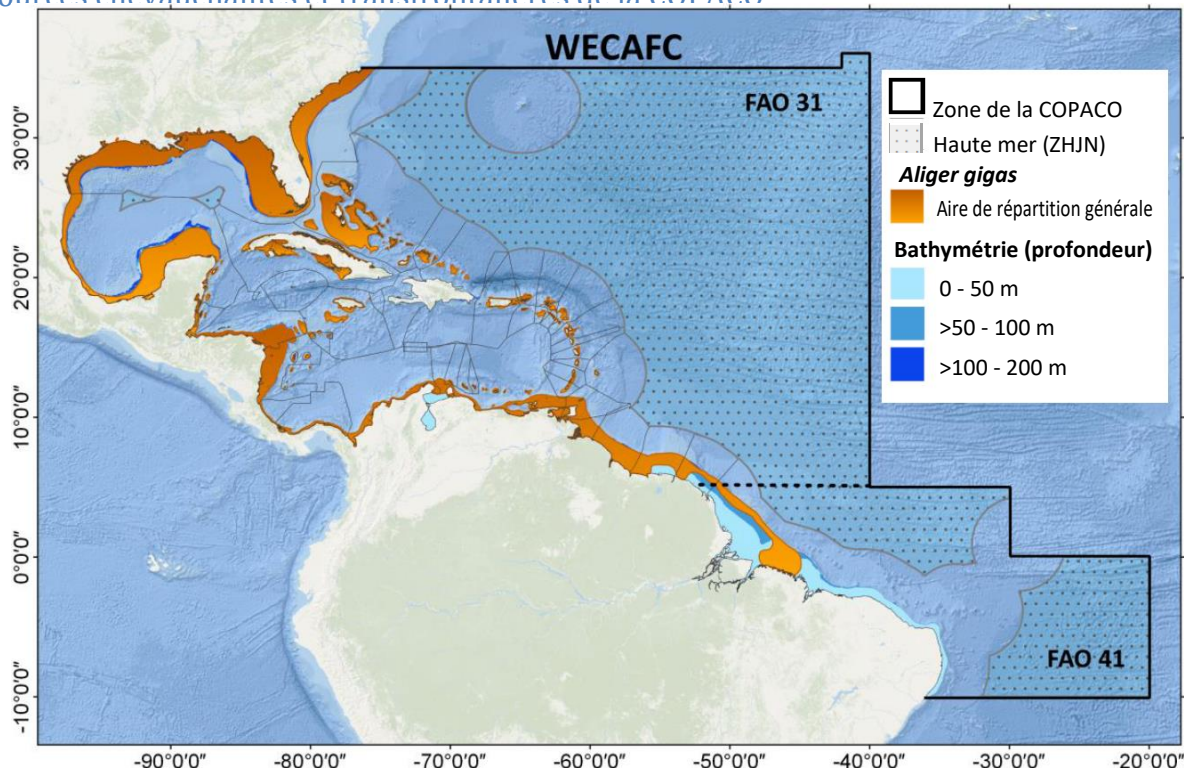 WECAFC
FAO 31
Zone de la COPACO
Haute mer (ZHJN)
Aliger gigas
Aire de répartition générale
Bathymétrie (profondeur)
0 - 50 m
>50 - 100 m
>100 - 200 m
FAO 41
30°0'0"
20°0'0"
10°0'0"
0°0'0"
-10°0'0"
-90°0'0"
-80°0'0"
-70°0'0"
-60°0'0"
-50°0'0"
-40°0'0"
-30°0'0"
-20°0'0"